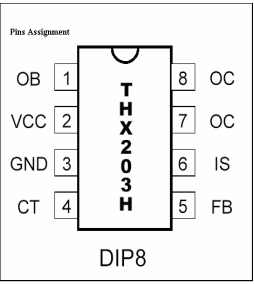 Pins Assignment
OB 1 8 OC
VCC 2 7 OC
GND 3 6 IS
CT 4 5 FB
THX203H
DIP8